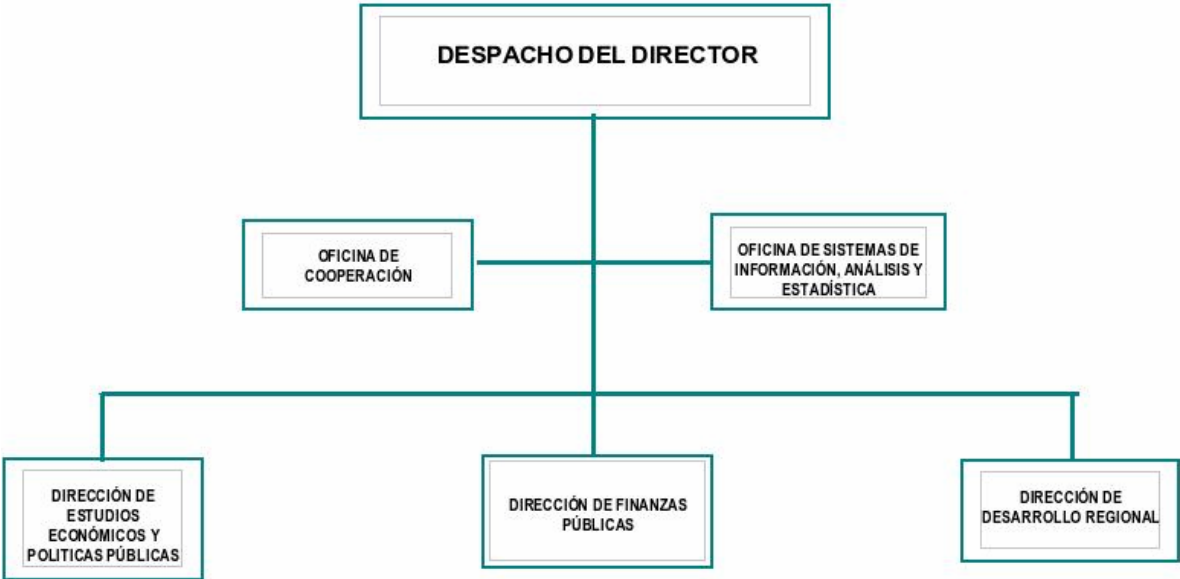 DESPACHO DEL DIRECTOR
OFICINA DE
COOPERACIÓN
OFICINA DE SISTEMAS DE
INFORMACIÓN, ANÁLISIS Y
ESTADÍSTICA
DIRECCIÓN DE
ESTUDIOS
ECONÓMICOS Y
POLITICAS PÚBLICAS
DIRECCIÓN DE FINANZAS
PÚBLICAS
DIRECCIÓN DE
DESARROLLO REGIONAL